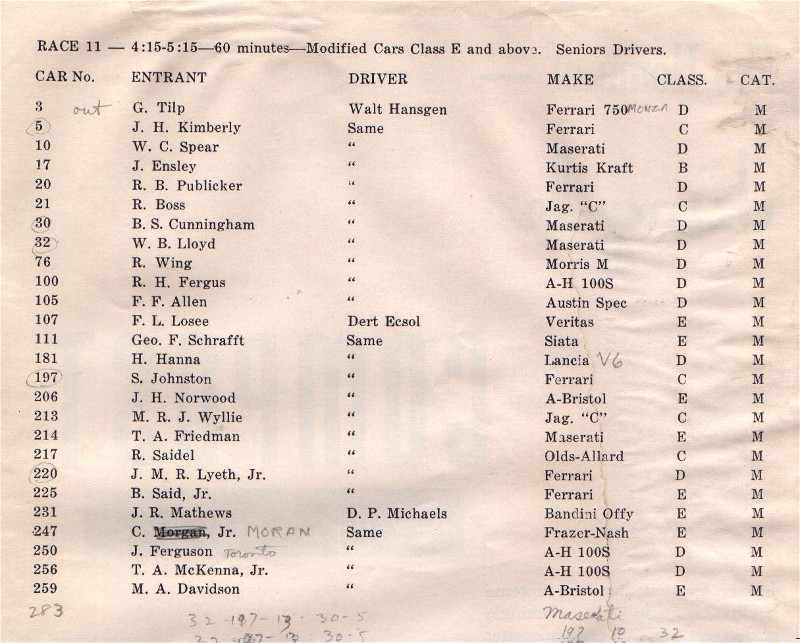 RACE 11 — 4:15-5:15—60 minutes—Modified Cars Class E and above. Seniors Drivers.
CAR No. ENTRANT DRIVER MAKE CLASS. CAT.
3 out G. Tilp Walt Hansgen Ferrari 750 MONZA D M
5 J. H. Kimberly Same Ferrari C M
10 W. C. Spear " Maserati D M
17 J. Ensley " Kurtis Kraft B M
20 R. B. Publicker " Ferrari D M
21 R. Boss " Jag. "C" C M
30 B. S. Cunningham " Maserati D M
32 W. B. Lloyd " Maserati D M
76 R. Wing " Morris M D M
100 R. H. Fergus " A-H 100S D M
105 F. F. Allen " Austin Spec D M
107 F. L. Losee Dert Ecsol Veritas E M
111 Geo. F. Schrafft Same Siata E M
181 H. Hanna " Lancia V6 D M
197 S. Johnston " Ferrari C M
206 J. H. Norwood " A-Bristol E M
213 M. R. J. Wyllie " Jag. "C" C M
214 T. A. Friedman " Maserati E M
217 R. Saidel " Olds-Allard C M
220 J. M. R. Lyeth, Jr. " Ferrari D M
225 B. Said, Jr. " Ferrari E M
231 J. R. Mathews D. P. Michaels Bandini Offy E M
247 C. Morgan, Jr. MORAN Same Frazer-Nash E M
250 J. Ferguson Toronto " A-H 100S D M
256 T. A. McKenna, Jr. " A-H 100S D M
259 M. A. Davidson " A-Bristol E M
283 Maserati
32-197-13-30-5
197 10 32